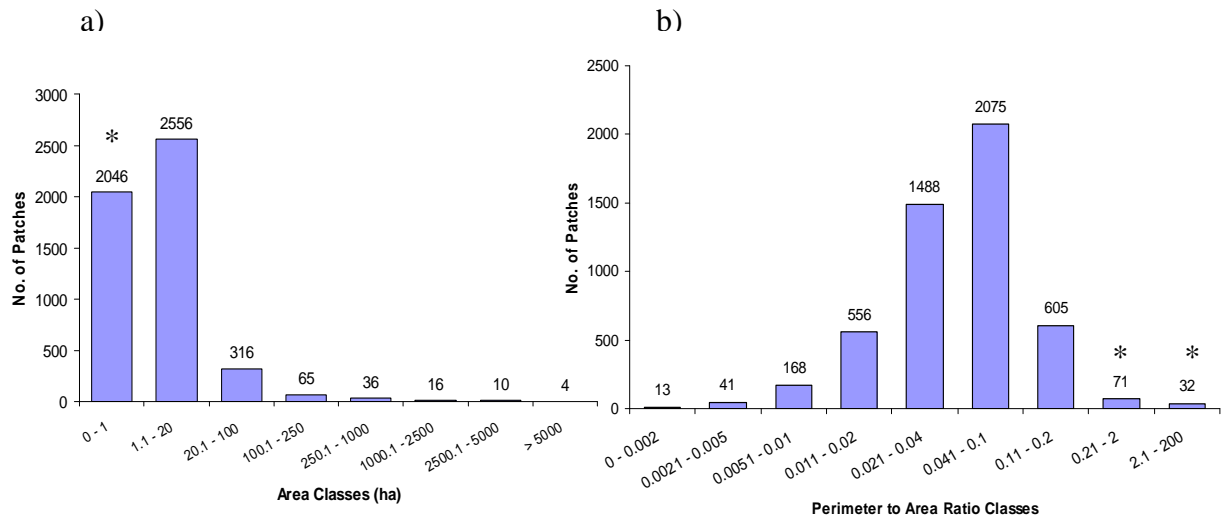 a)
No. of Patches
3000
2500
2000
1500
1000
500
0
*
2046
2556
316
65
36
16
10
4
0 - 1
1.1 - 20
20.1 - 100
100.1 - 250
250.1 - 1000
1000.1 - 2500
2500.1 - 5000
> 5000
Area Classes (ha)
b)
No. of Patches
2500
2000
1500
1000
500
0
13
41
168
556
1488
2075
605
*
71
*
32
0 - 0.002
0.0021 - 0.005
0.0051 - 0.01
0.011 - 0.02
0.021 - 0.04
0.041 - 0.1
0.11 - 0.2
0.21 - 2
2.1 - 200
Perimeter to Area Ratio Classes